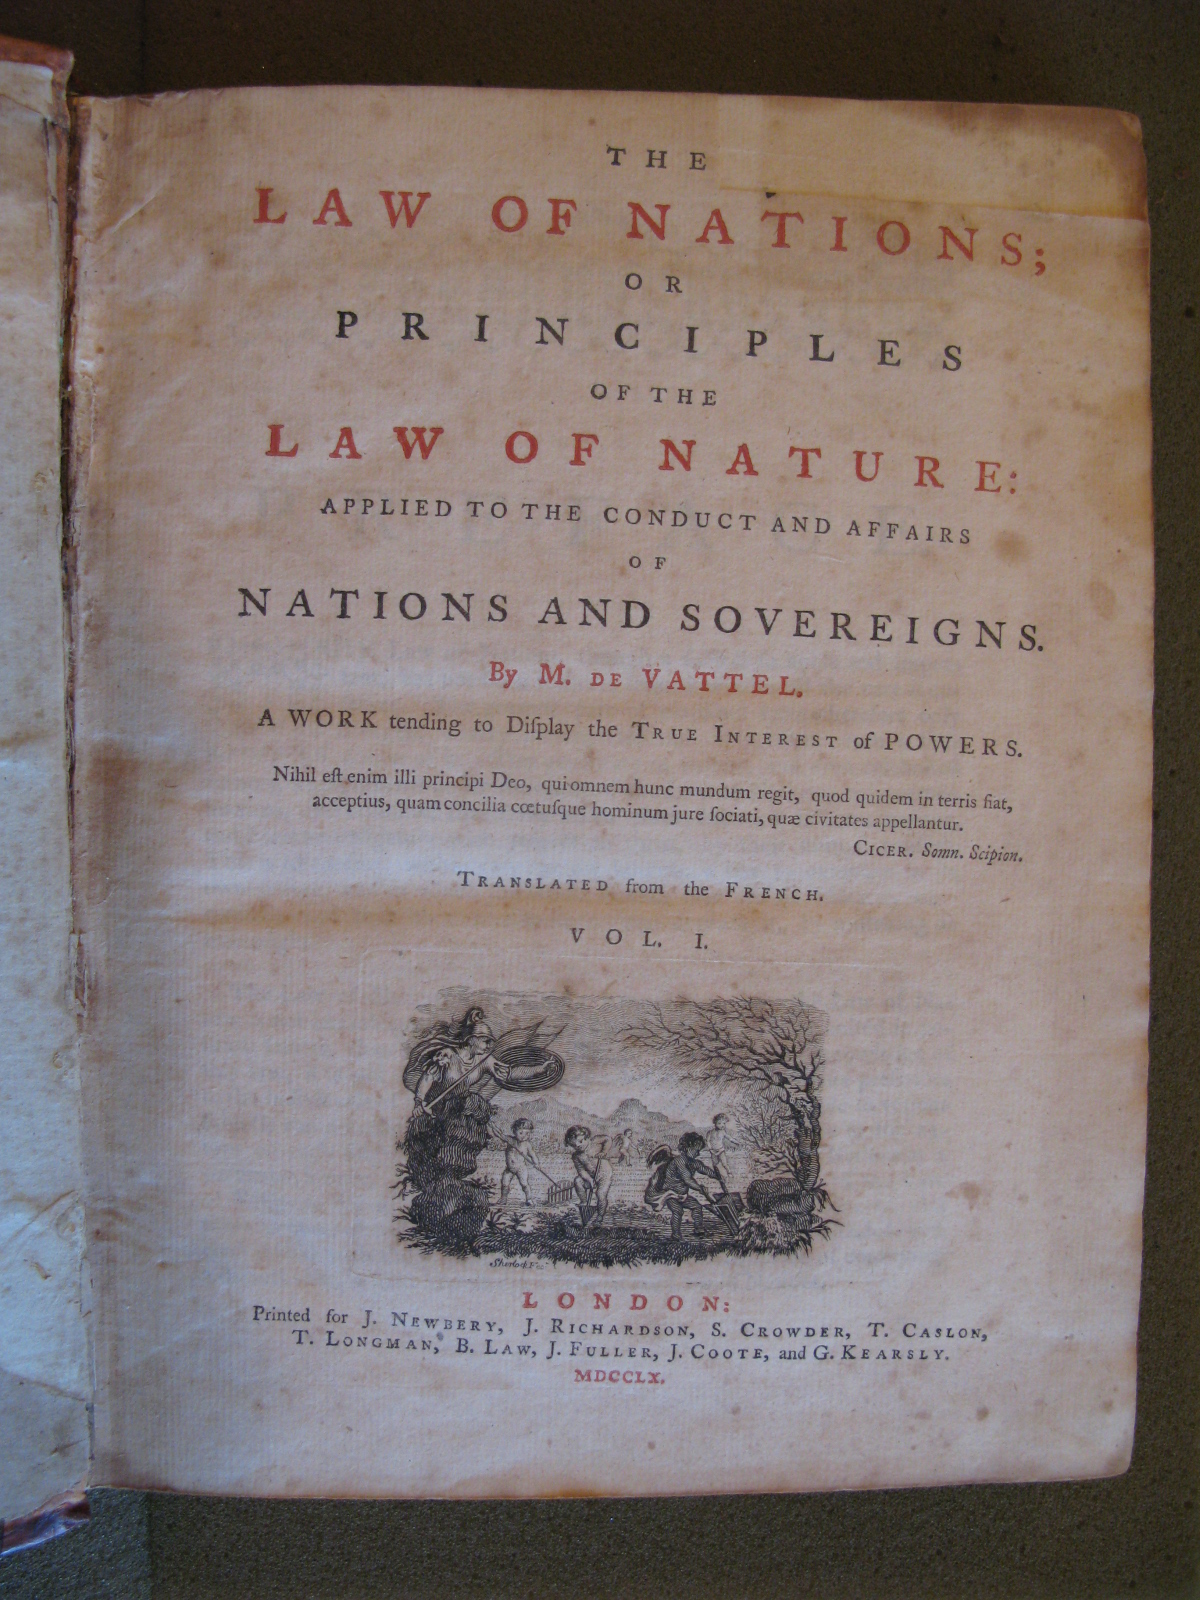 THE
LAW OF NATIONS;
OR
PRINCIPLES
OF THE
LAW OF NATURE:
APPLIED TO THE CONDUCT AND AFFAIRS
OF
NATIONS AND SOVEREIGNS.
By M. DE VATTEL.
A WORK tending to Diſplay the TRUE INTEREST of POWERS.
Nihil eſt enim illi principi Deo, qui omnem hunc mundum regit, quod quidem in terris fiat,
acceptius, quam concilia cœtuſque hominum jure ſociati, quæ civitates appellantur.
CICER. Somn. Scipion.
TRANSLATED from the FRENCH.
VOL. I.
LONDON:
Printed for J. NEWBERY, J. RICHARDSON, S. CROWDER, T. CASLON,
T. LONGMAN, B. LAW, J. FULLER, J. COOTE, and G. KEARSLY.
MDCCLX.